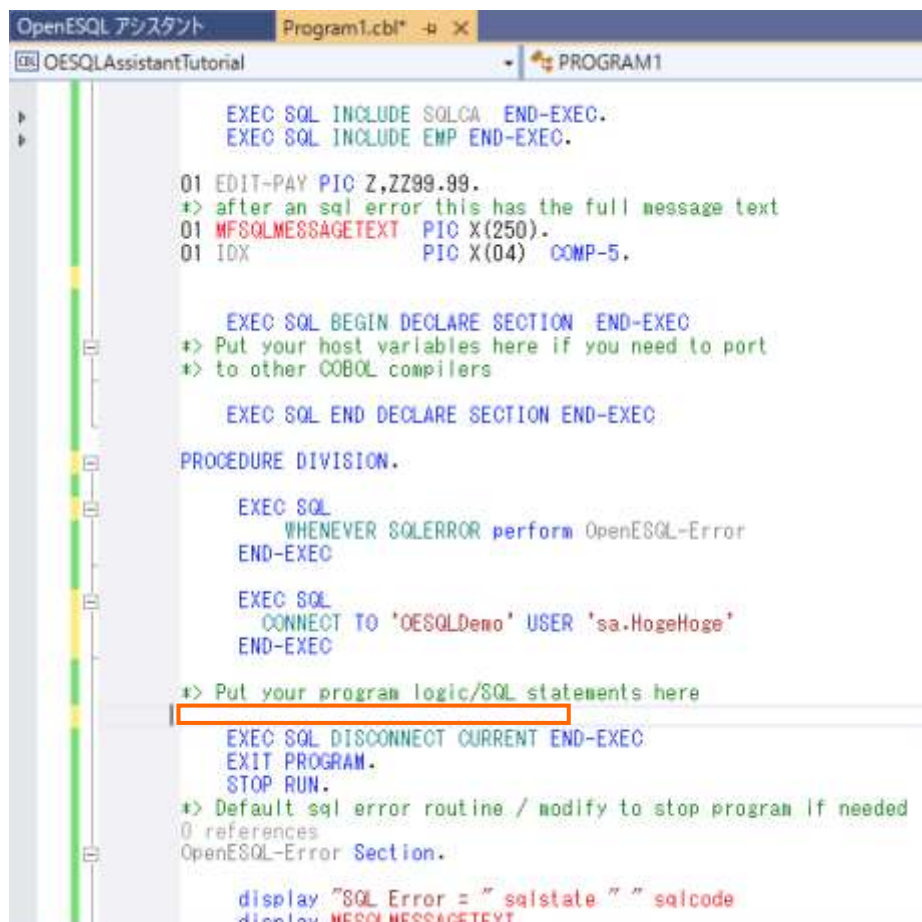 OpenESQL アシスタント Program1.cbl*
OESQLAssistantTutorial PROGRAM1
EXEC SQL INCLUDE SQLCA END-EXEC.
EXEC SQL INCLUDE EMP END-EXEC.
01 EDIT-PAY PIC Z,ZZ99.99.
*> after an sql error this has the full message text
01 MFSQLMESSAGETEXT PIC X(250).
01 IDX PIC X(04) COMP-5.
EXEC SQL BEGIN DECLARE SECTION END-EXEC
*> Put your host variables here if you need to port
*> to other COBOL compilers
EXEC SQL END DECLARE SECTION END-EXEC
PROCEDURE DIVISION.
EXEC SQL
WHENEVER SQLERROR perform OpenESQL-Error
END-EXEC
EXEC SQL
CONNECT TO 'OESQLDemo' USER 'sa.HogeHoge'
END-EXEC
*> Put your program logic/SQL statements here
EXEC SQL DISCONNECT CURRENT END-EXEC
EXIT PROGRAM.
STOP RUN.
*> Default sql error routine / modify to stop program if needed
0 references
OpenESQL-Error Section.
display "SQL Error = " sqlstate " " sqlcode
display MFSQLMESSAGETEXT